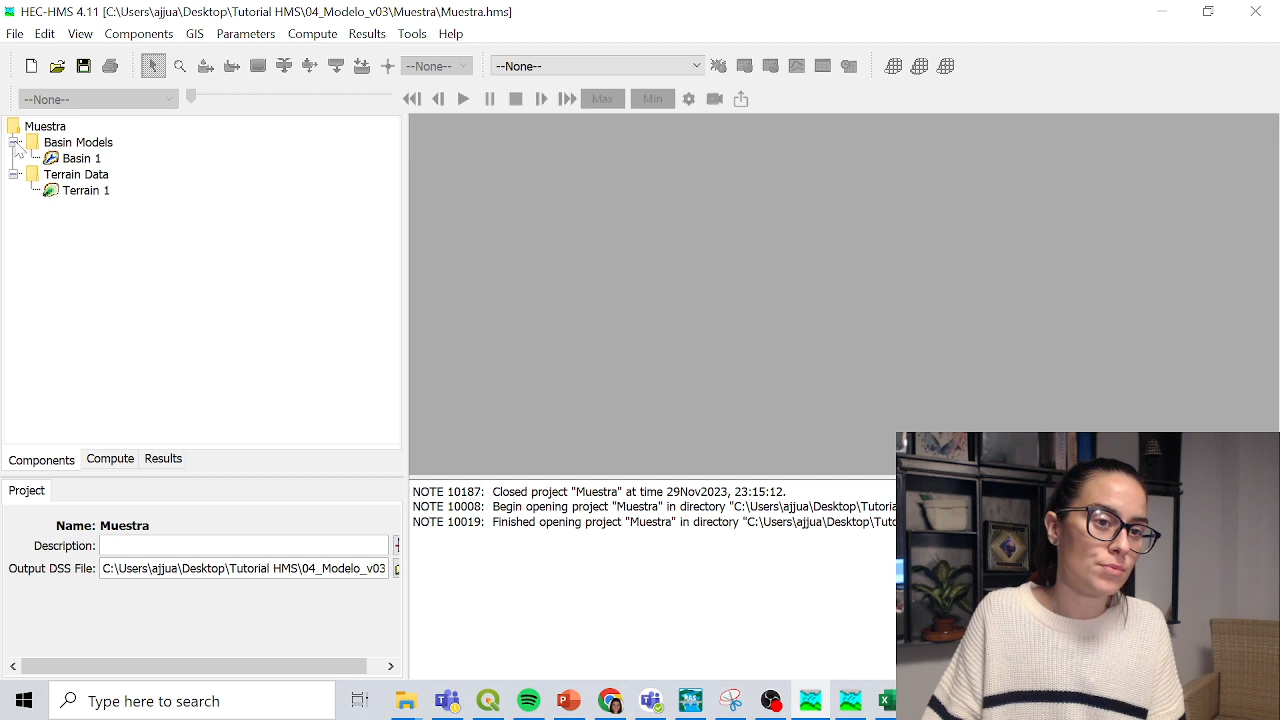 HEC-HMS 4.11 [C:\Users\ajjua\Desktop\Tutorial HMS\04_Modelo_v03\Muestra\Muestra.hms]
File Edit View Components GIS Parameters Compute Results Tools Help
--None-- --None--
--None-- Max Min
Muestra
Basin Models
Basin 1
Terrain Data
Terrain 1
Components Compute Results
Project
Name: Muestra
Description:
Output DSS File: C:\Users\ajjua\Desktop\Tutorial HMS\04_Modelo_v03
NOTE 10187: Closed project "Muestra" at time 29Nov2023, 23:15:12.
NOTE 10008: Begin opening project "Muestra" in directory "C:\Users\ajjua\Desktop\Tutoria
NOTE 10019: Finished opening project "Muestra" in directory "C:\Users\ajjua\Desktop\Tuto
Type here to search